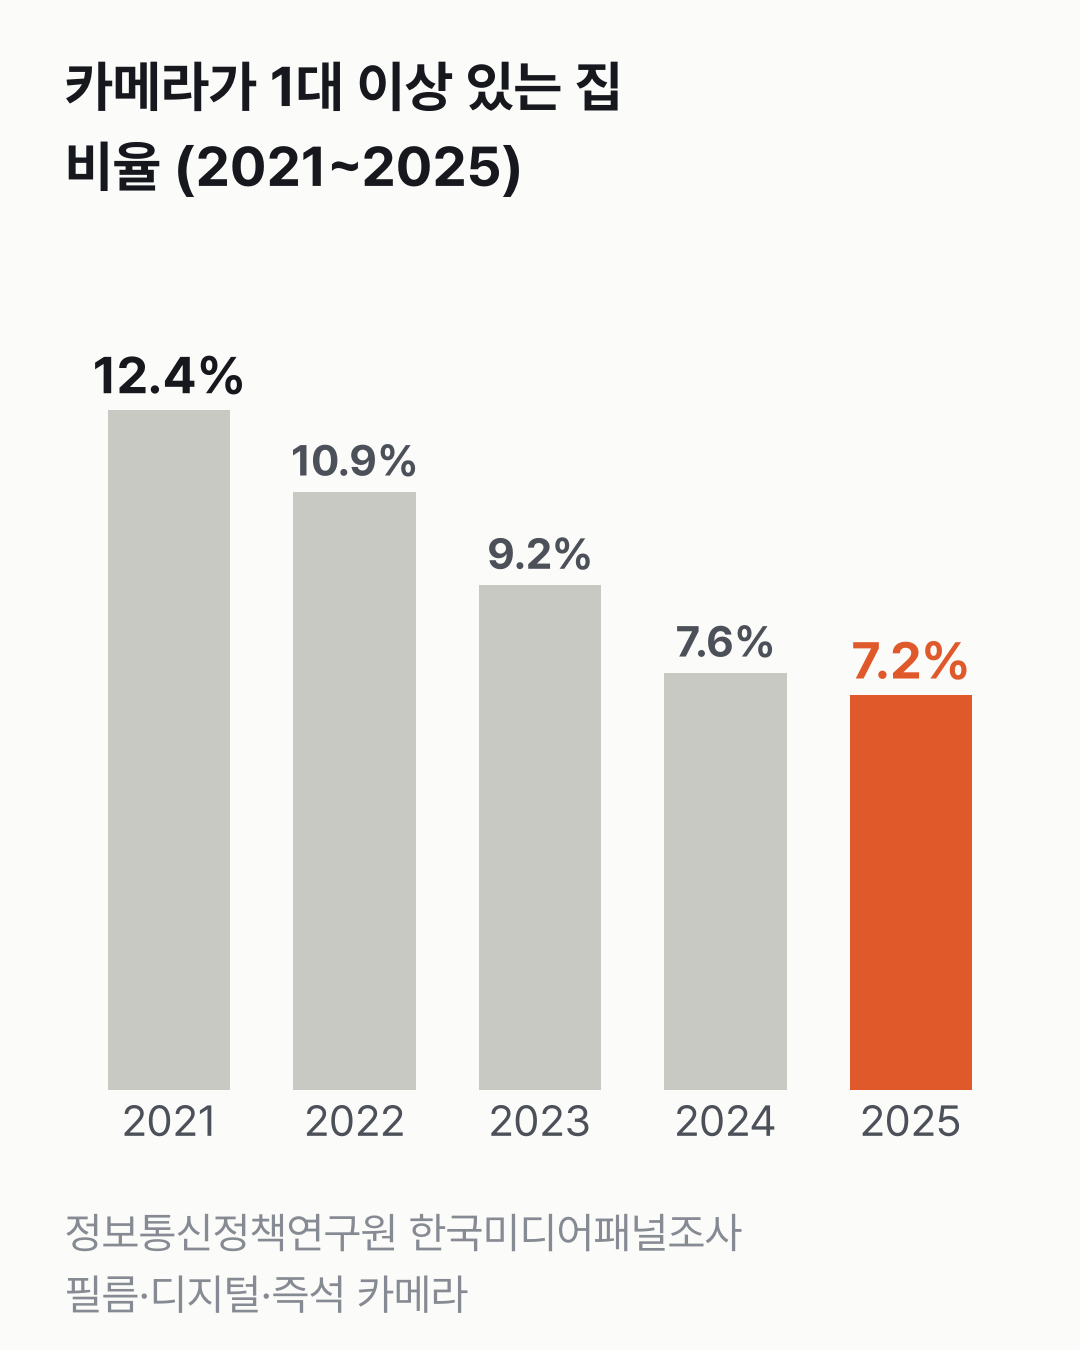 카메라가 1대 이상 있는 집
비율 (2021~2025)
12.4%
10.9%
9.2%
7.6%
7.2%
2021
2022
2023
2024
2025
정보통신정책연구원 한국미디어패널조사
필름·디지털·즉석 카메라